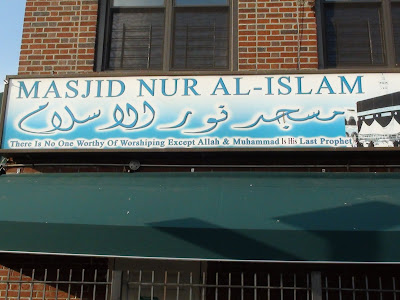 MASJID NUR AL-ISLAM
مسجد نور الاسلام
There Is No One Worthy Of Worshiping Except Allah & Muhammad Is His Last Prophet